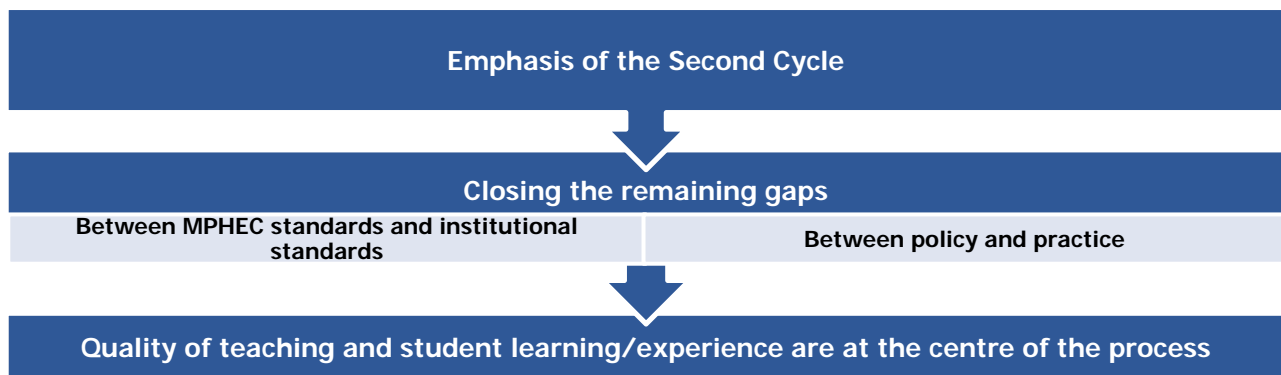 Emphasis of the Second Cycle
Closing the remaining gaps
Between MPHEC standards and institutional
standards
Between policy and practice
Quality of teaching and student learning/experience are at the centre of the process